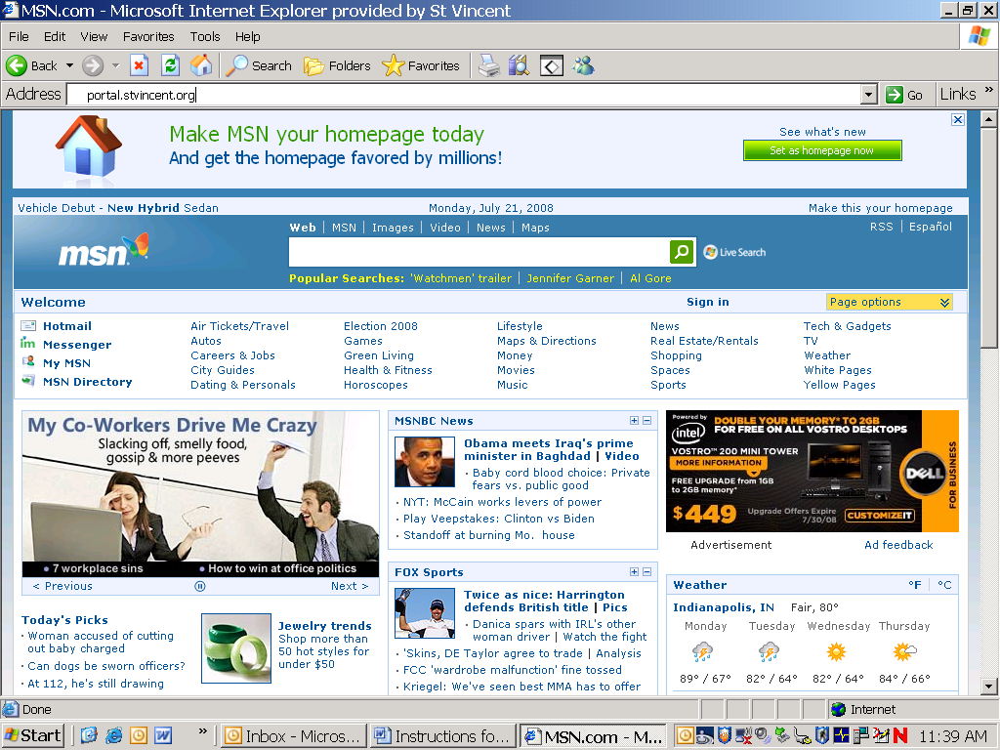 MSN.com - Microsoft Internet Explorer provided by St Vincent
File Edit View Favorites Tools Help
Back Search Folders Favorites
Address portal.stvincent.org Go Links »
Make MSN your homepage today
And get the homepage favored by millions!
See what's new
Set as homepage now
Vehicle Debut - New Hybrid Sedan Monday, July 21, 2008 Make this your homepage
Web | MSN | Images | Video | News | Maps RSS | Español
msn. Live Search
Popular Searches: 'Watchmen' trailer | Jennifer Garner | Al Gore
Welcome Sign in Page options
Hotmail
Messenger
My MSN
MSN Directory
Air Tickets/Travel
Autos
Careers & Jobs
City Guides
Dating & Personals
Election 2008
Games
Green Living
Health & Fitness
Horoscopes
Lifestyle
Maps & Directions
Money
Movies
Music
News
Real Estate/Rentals
Shopping
Spaces
Sports
Tech & Gadgets
TV
Weather
White Pages
Yellow Pages
My Co-Workers Drive Me Crazy
Slacking off, smelly food,
gossip & more peeves
• 7 workplace sins • How to win at office politics
< Previous Next >
Today's Picks
· Woman accused of cutting
out baby charged
· Can dogs be sworn officers?
· At 112, he's still drawing
Jewelry trends
Shop more than
50 hot styles for
under $50
MSNBC News
Obama meets Iraq's prime
minister in Baghdad | Video
· Baby cord blood choice: Private
fears vs. public good
· NYT: McCain works levers of power
· Play Veepstakes: Clinton vs Biden
· Standoff at burning Mo. house
FOX Sports
Twice as nice: Harrington
defends British title | Pics
· Danica spars with IRL's other
woman driver | Watch the fight
· 'Skins, DE Taylor agree to trade | Analysis
· FCC 'wardrobe malfunction' fine tossed
· Kriegel: We've seen best MMA has to offer
Powered by
intel
DOUBLE YOUR MEMORY* TO 2GB
FOR FREE ON ALL VOSTRO DESKTOPS
VOSTRO™ 200 MINI TOWER
MORE INFORMATION
FREE UPGRADE FROM 1GB
to 2GB memory*
$449
Upgrade Offers Expire
7/30/08
CUSTOMIZE IT
DELL
FOR BUSINESS
Advertisement Ad feedback
Weather °F | °C
Indianapolis, IN Fair, 80°
Monday Tuesday Wednesday Thursday
89° / 67° 82° / 64° 82° / 64° 84° / 66°
Done Internet
Start » Inbox - Micros... Instructions fo... MSN.com - M... 11:39 AM